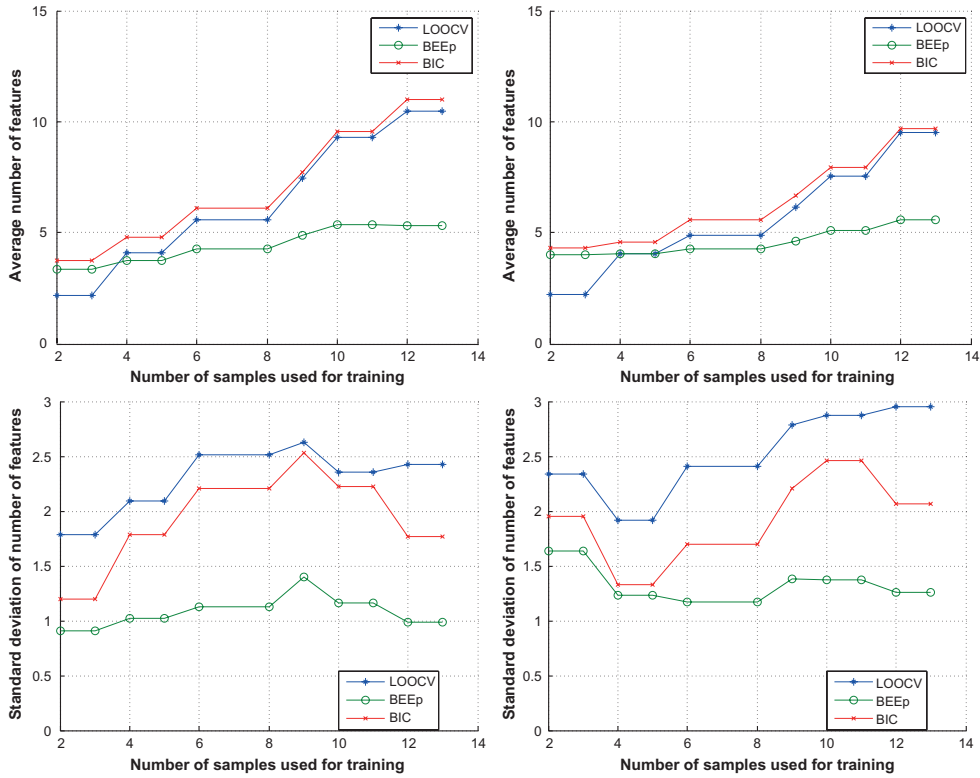 15
10
5
0
2 4 6 8 10 12 14
Average number of features
Number of samples used for training
LOOCV
BEEp
BIC
15
10
5
0
2 4 6 8 10 12 14
Average number of features
Number of samples used for training
LOOCV
BEEp
BIC
3
2.5
2
1.5
1
0.5
0
2 4 6 8 10 12 14
Standard deviation of number of features
Number of samples used for training
LOOCV
BEEp
BIC
3
2.5
2
1.5
1
0.5
0
2 4 6 8 10 12 14
Standard deviation of number of features
Number of samples used for training
LOOCV
BEEp
BIC